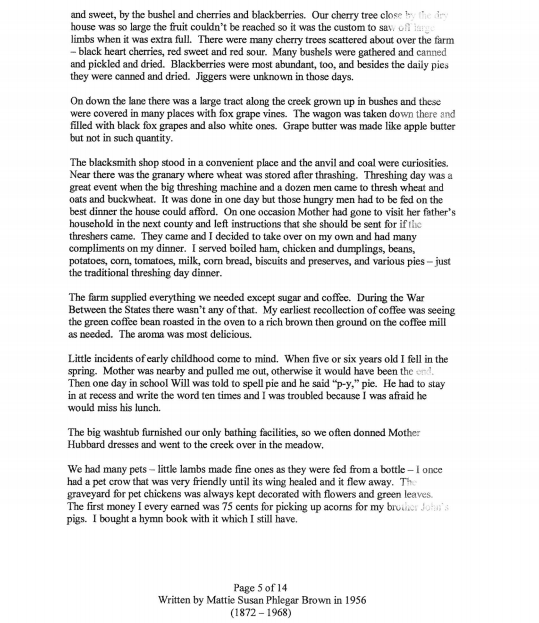 and sweet, by the bushel and cherries and blackberries. Our cherry tree close by the dry
house was so large the fruit couldn't be reached so it was the custom to saw off large
limbs when it was extra full. There were many cherry trees scattered about over the farm
– black heart cherries, red sweet and red sour. Many bushels were gathered and canned
and pickled and dried. Blackberries were most abundant, too, and besides the daily pies
they were canned and dried. Jiggers were unknown in those days.
On down the lane there was a large tract along the creek grown up in bushes and these
were covered in many places with fox grape vines. The wagon was taken down there and
filled with black fox grapes and also white ones. Grape butter was made like apple butter
but not in such quantity.
The blacksmith shop stood in a convenient place and the anvil and coal were curiosities.
Near there was the granary where wheat was stored after thrashing. Threshing day was a
great event when the big threshing machine and a dozen men came to thresh wheat and
oats and buckwheat. It was done in one day but those hungry men had to be fed on the
best dinner the house could afford. On one occasion Mother had gone to visit her father's
household in the next county and left instructions that she should be sent for if the
threshers came. They came and I decided to take over on my own and had many
compliments on my dinner. I served boiled ham, chicken and dumplings, beans,
potatoes, corn, tomatoes, milk, corn bread, biscuits and preserves, and various pies – just
the traditional threshing day dinner.
The farm supplied everything we needed except sugar and coffee. During the War
Between the States there wasn't any of that. My earliest recollection of coffee was seeing
the green coffee bean roasted in the oven to a rich brown then ground on the coffee mill
as needed. The aroma was most delicious.
Little incidents of early childhood come to mind. When five or six years old I fell in the
spring. Mother was nearby and pulled me out, otherwise it would have been the end.
Then one day in school Will was told to spell pie and he said "p-y," pie. He had to stay
in at recess and write the word ten times and I was troubled because I was afraid he
would miss his lunch.
The big washtub furnished our only bathing facilities, so we often donned Mother
Hubbard dresses and went to the creek over in the meadow.
We had many pets – little lambs made fine ones as they were fed from a bottle – I once
had a pet crow that was very friendly until its wing healed and it flew away. The
graveyard for pet chickens was always kept decorated with flowers and green leaves.
The first money I every earned was 75 cents for picking up acorns for my brother John's
pigs. I bought a hymn book with it which I still have.
Page 5 of 14
Written by Mattie Susan Phlegar Brown in 1956
(1872 – 1968)